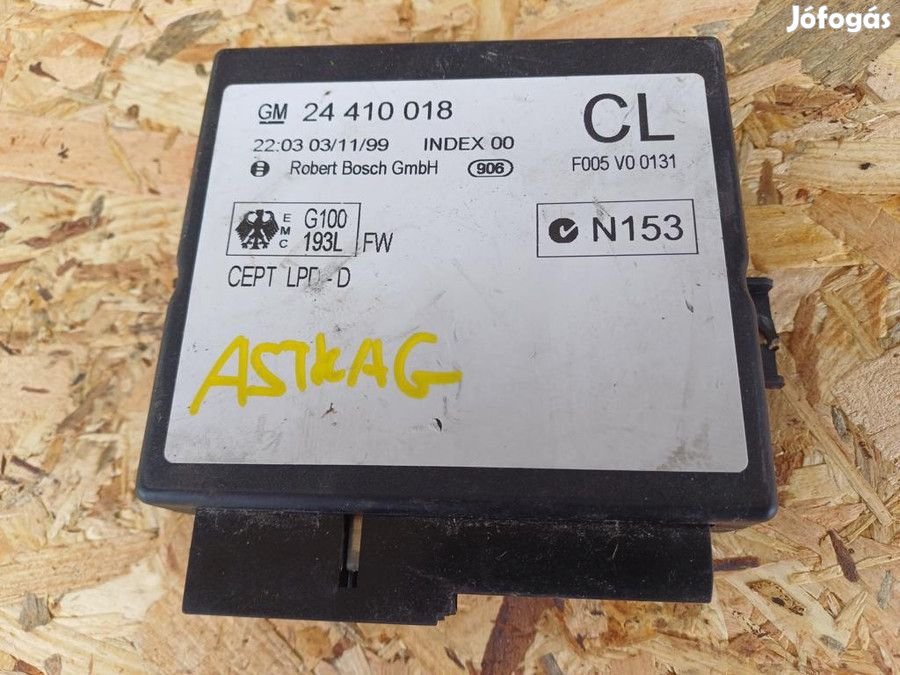 Jófogás
GM 24 410 018 CL
22:03 03/11/99 INDEX 00 F005 V0 0131
Robert Bosch GmbH 906
E M C G100 193L FW
N153
CEPT LPD-D
ASTRA G